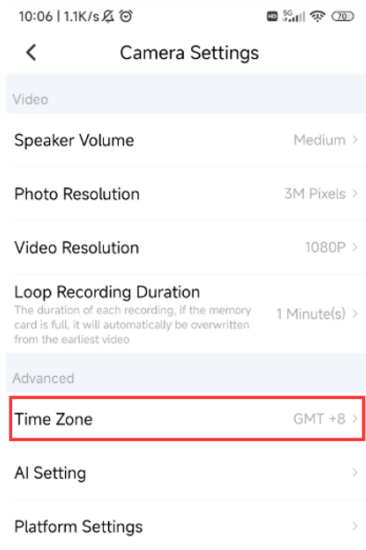 10:06 | 1.1K/s
HD 5G 70
Camera Settings
Video
Speaker Volume
Medium
Photo Resolution
3M Pixels
Video Resolution
1080P
Loop Recording Duration
The duration of each recording, if the memory
card is full, it will automatically be overwritten
from the earliest video
1 Minute(s)
Advanced
Time Zone
GMT +8
AI Setting
Platform Settings